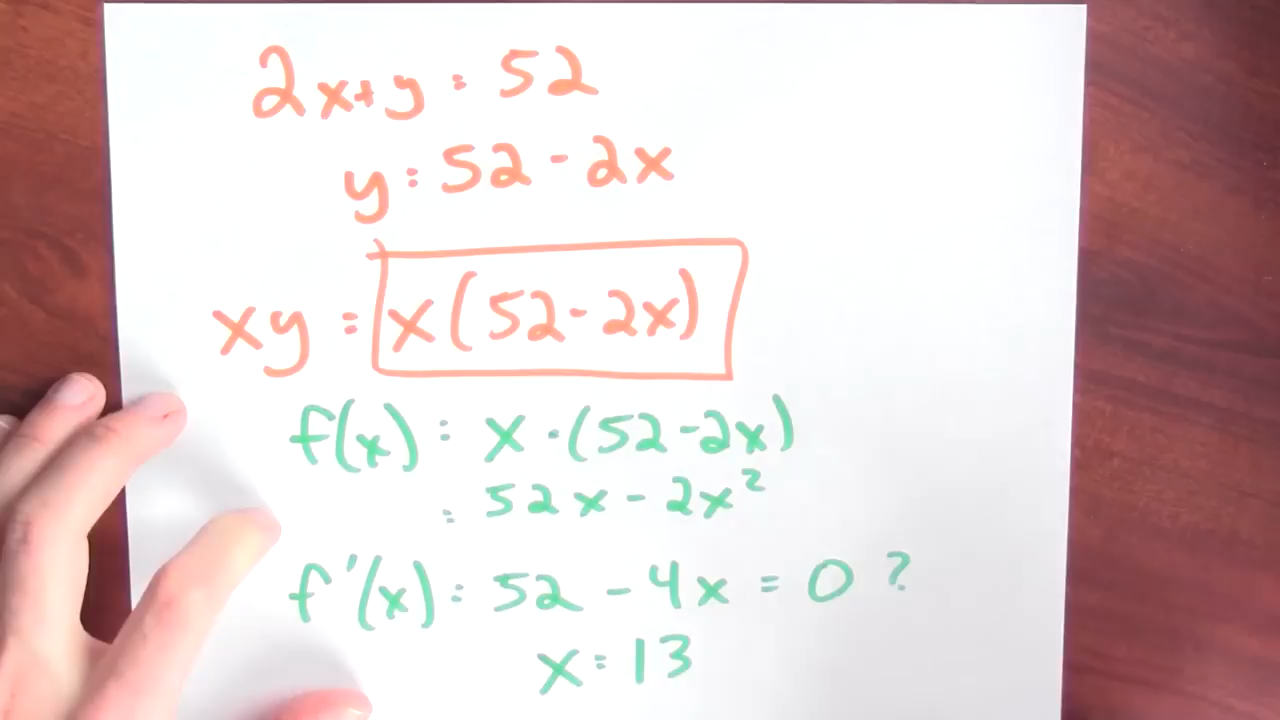 2x+y = 52
y = 52 - 2x
xy = x(52-2x)
f(x) = x · (52-2x)
= 52x - 2x²
f'(x) = 52 - 4x = 0 ?
x = 13